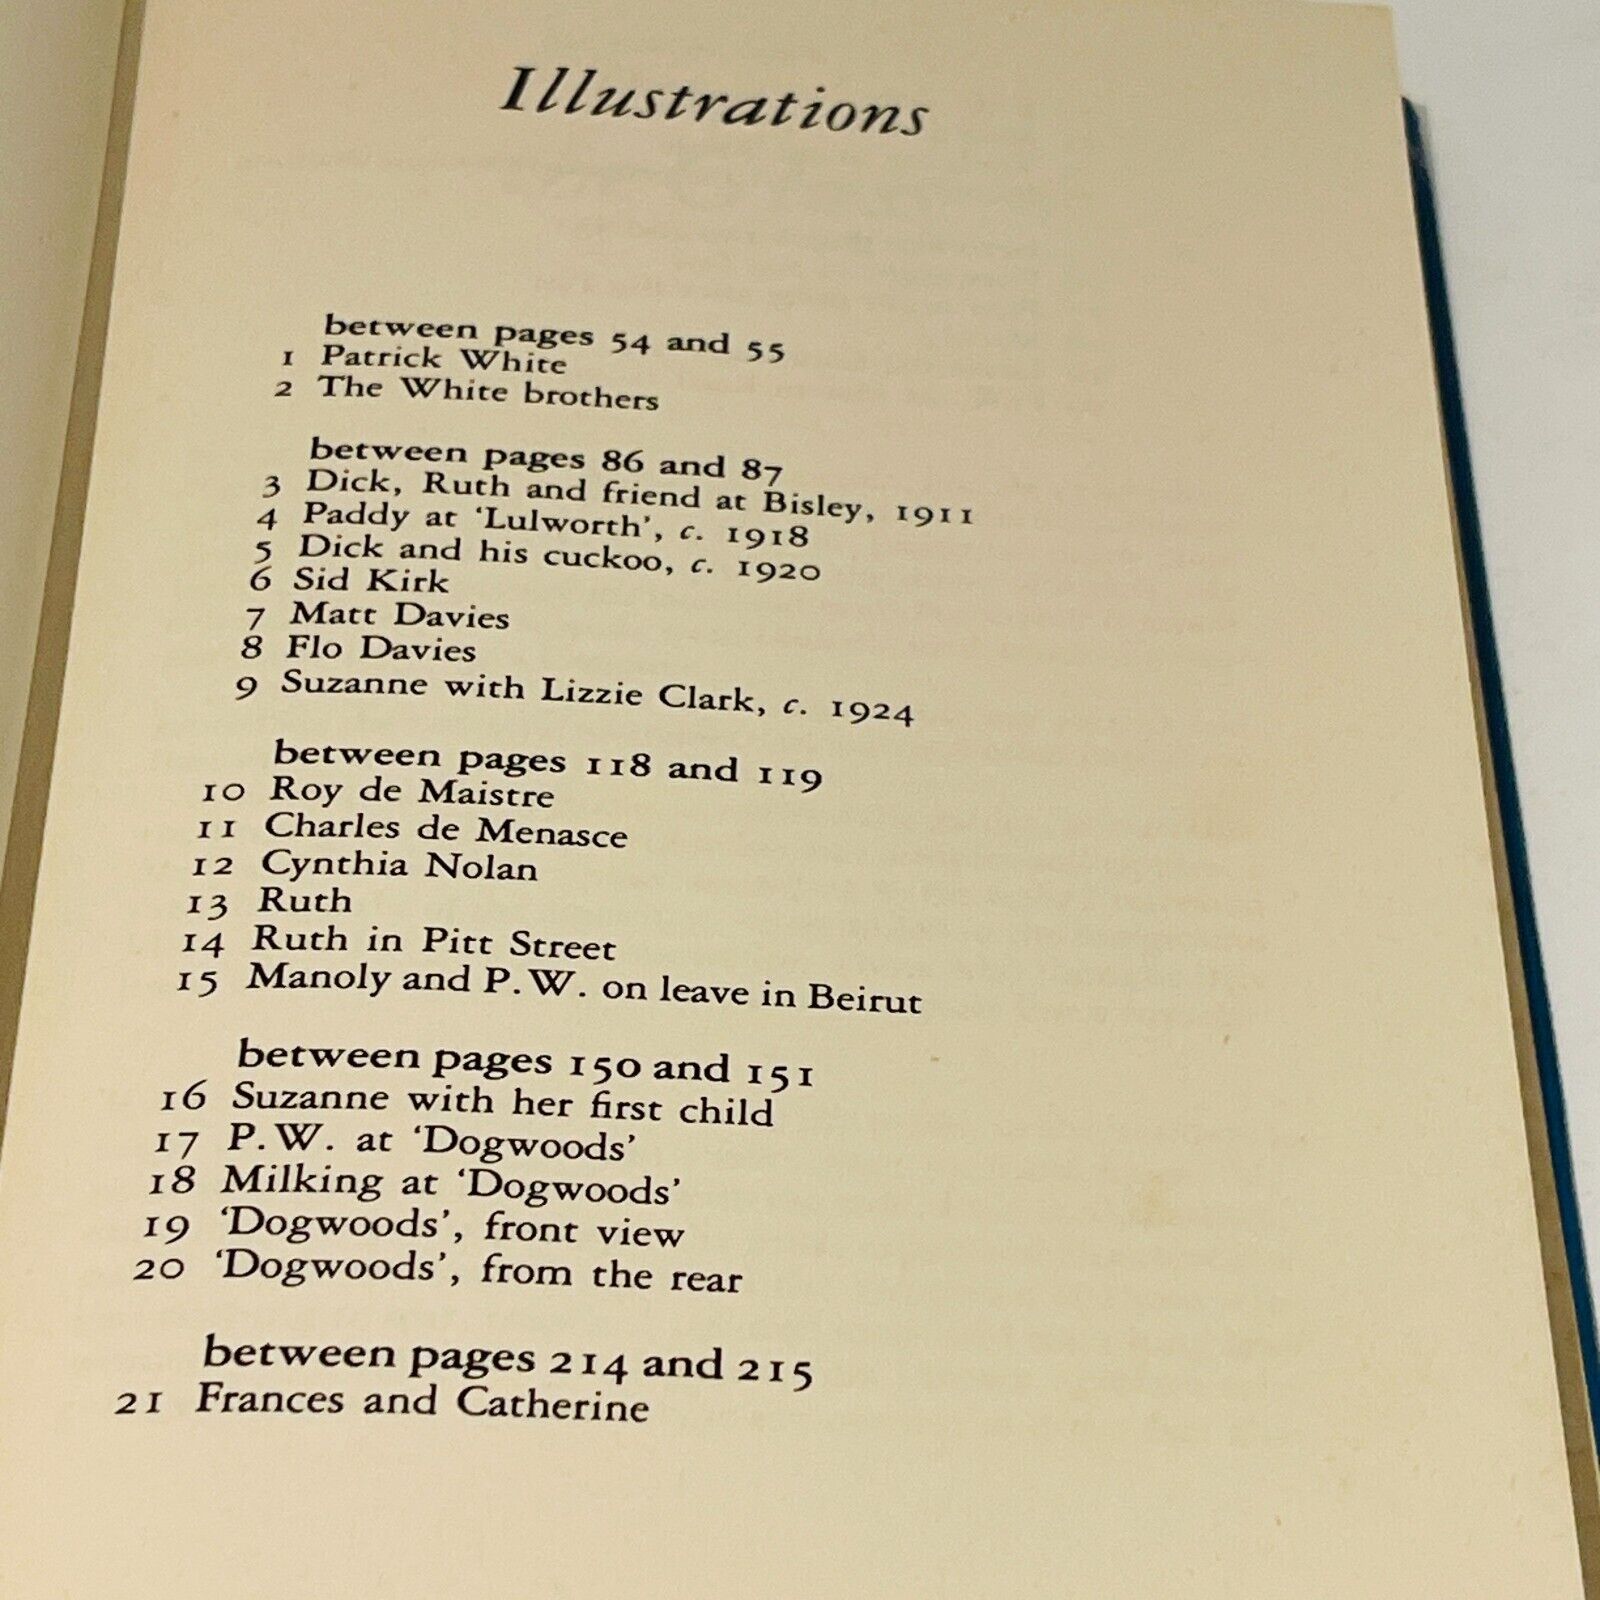 Illustrations
between pages 54 and 55
1 Patrick White
2 The White brothers
between pages 86 and 87
3 Dick, Ruth and friend at Bisley, 1911
4 Paddy at ‘Lulworth’, c. 1918
5 Dick and his cuckoo, c. 1920
6 Sid Kirk
7 Matt Davies
8 Flo Davies
9 Suzanne with Lizzie Clark, c. 1924
between pages 118 and 119
10 Roy de Maistre
11 Charles de Menasce
12 Cynthia Nolan
13 Ruth
14 Ruth in Pitt Street
15 Manoly and P.W. on leave in Beirut
between pages 150 and 151
16 Suzanne with her first child
17 P.W. at ‘Dogwoods’
18 Milking at ‘Dogwoods’
19 ‘Dogwoods’, front view
20 ‘Dogwoods’, from the rear
between pages 214 and 215
21 Frances and Catherine